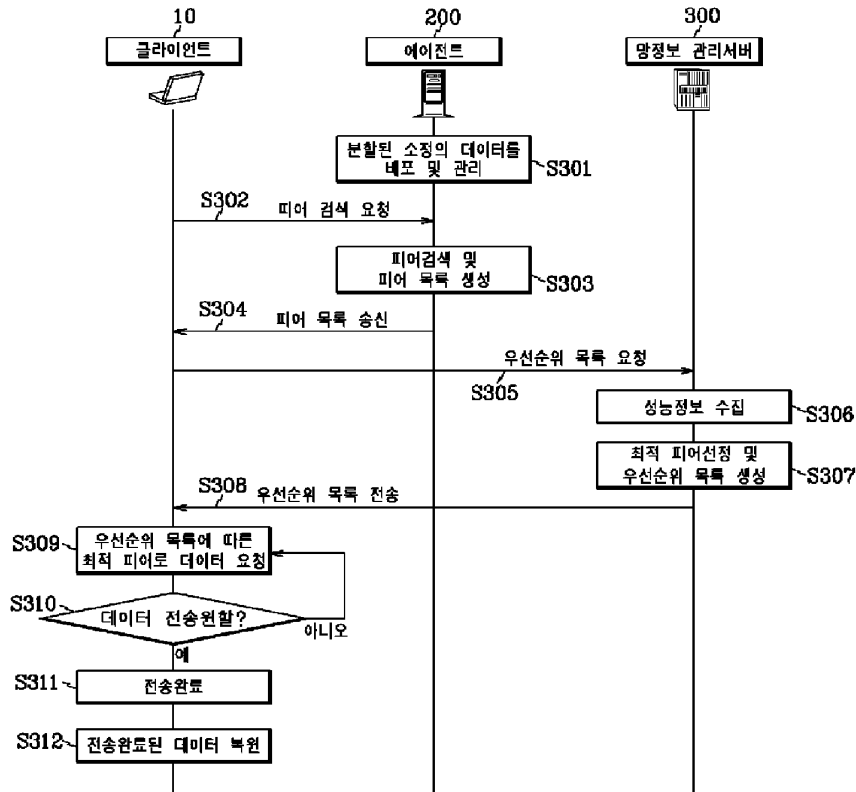 10
200
300
클라이언트
에이전트
망정보 관리서버
분할된 소정의 데이터를
배포 및 관리
S301
S302
피어 검색 요청
피어검색 및
피어 목록 생성
S303
S304
피어 목록 송신
우선순위 목록 요청
S305
성능정보 수집
S306
최적 피어선정 및
우선순위 목록 생성
S307
S308
우선순위 목록 전송
S309
우선순위 목록에 따른
최적 피어로 데이터 요청
S310
데이터 전송원할?
아니오
예
S311
전송완료
S312
전송완료된 데이터 복원